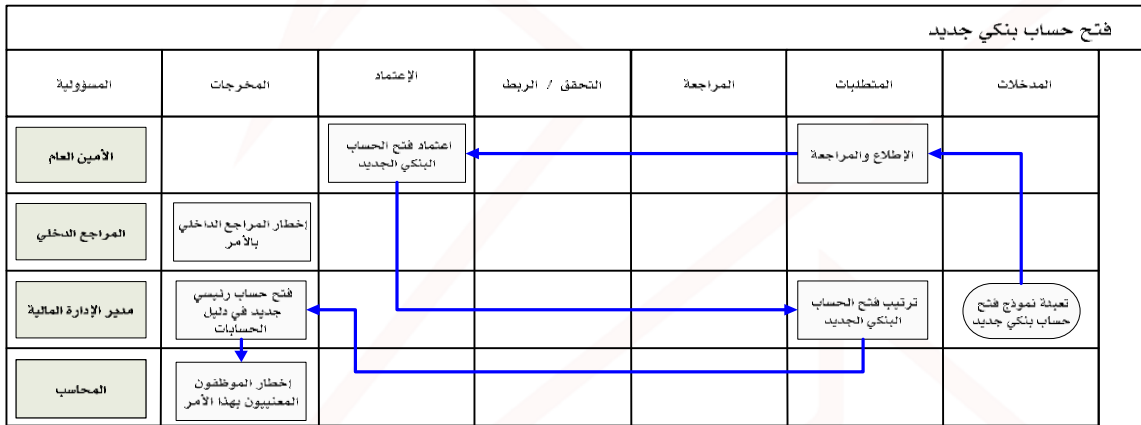 فتح حساب بنكي جديد
المدخلات
المتطلبات
المراجعة
التحقق / الربط
الإعتماد
المخرجات
المسؤولية
الإطلاع والمراجعة
اعتماد فتح الحساب
البنكي الجديد
الأمين العام
إخطار المراجع الداخلي
بالأمر
المراجع الدخلي
تعبئة نموذج فتح
حساب بنكي جديد
ترتيب فتح الحساب
البنكي الجديد
فتح حساب رئيسي
جديد في دليل
الحسابات
مدير الإدارة المالية
إخطار الموظفون
المعنييون بهذا الأمر
المحاسب